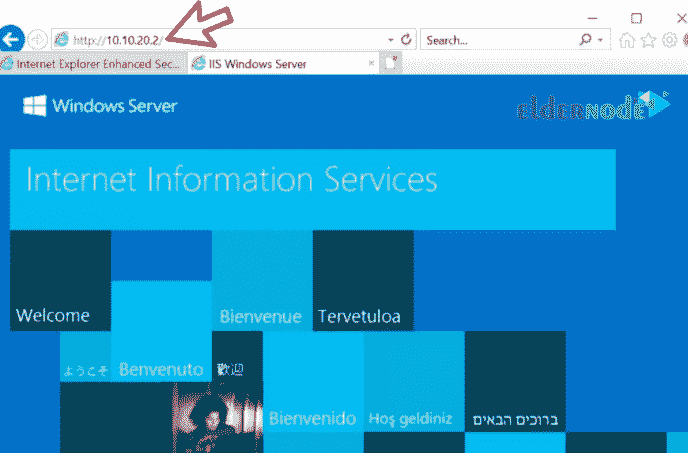 http://10.10.20.2/
Search...
Internet Explorer Enhanced Sec...
IIS Windows Server
Windows Server
eldernode
Internet Information Services
Welcome
Bienvenue
Tervetuloa
ようこそ
Benvenuto
歓迎
Bienvenido
Hoş geldiniz
ברוכים הבאים